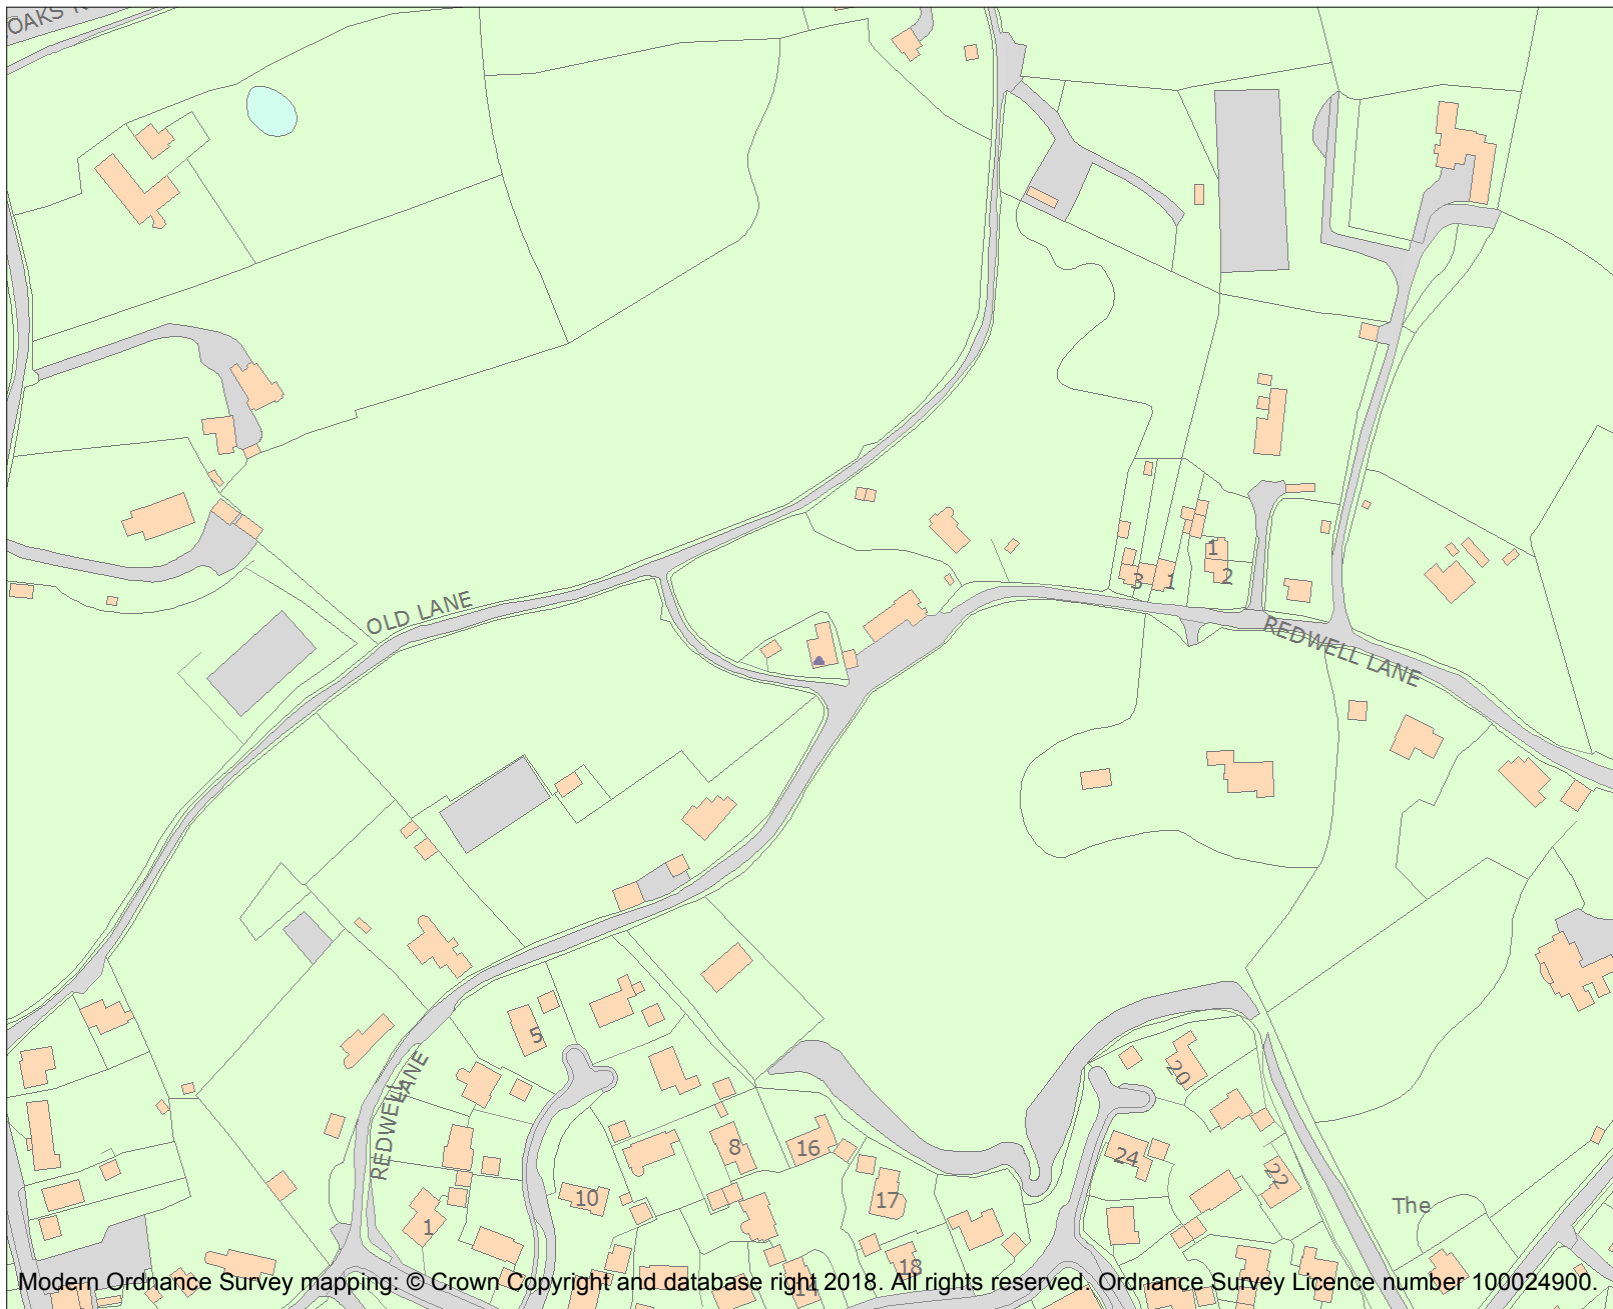 OAKS
OLD LANE
3
1
1
2
REDWELL LANE
5
REDWELL
LANE
20
8
16
24
22
10
17
1
The
18
14
Modern Ordnance Survey mapping: © Crown Copyright and database right 2018. All rights reserved. Ordnance Survey Licence number 100024900.